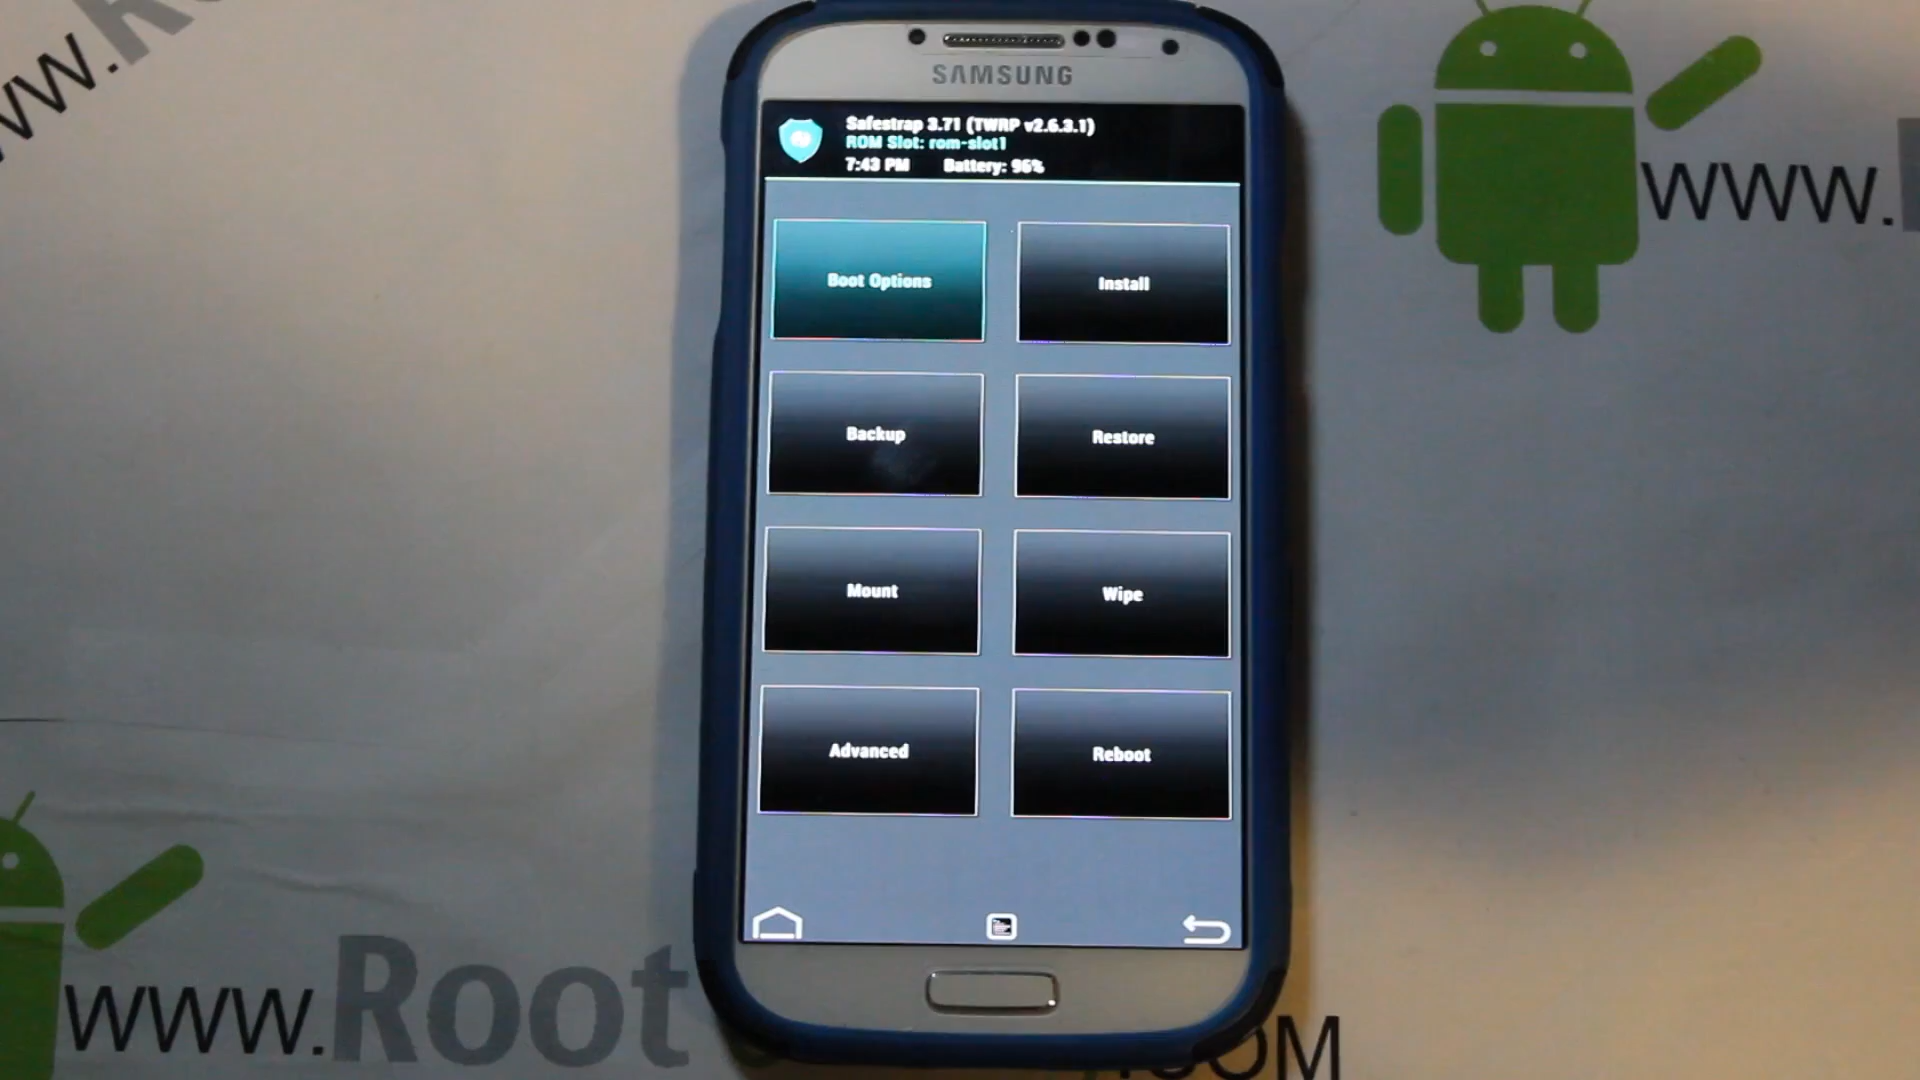 SAMSUNG
Safestrap 3.71 (TWRP v2.6.3.1)
ROM Slot: rom-slot1
7:43 PM Battery: 96%
Boot Options
Install
Backup
Restore
Mount
Wipe
Advanced
Reboot
www.
www.Root
.COM